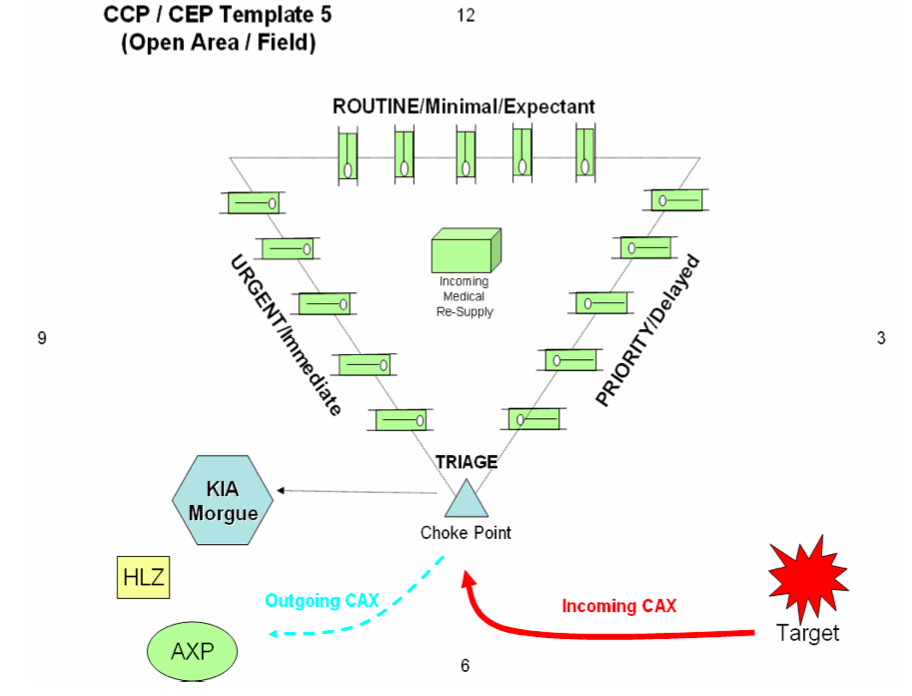 CCP / CEP Template 5
(Open Area / Field)
12
ROUTINE/Minimal/Expectant
URGENT/Immediate
Incoming
Medical
Re-Supply
PRIORITY/Delayed
9
3
TRIAGE
KIA
Morgue
Choke Point
HLZ
Outgoing CAX
Incoming CAX
Target
AXP
6